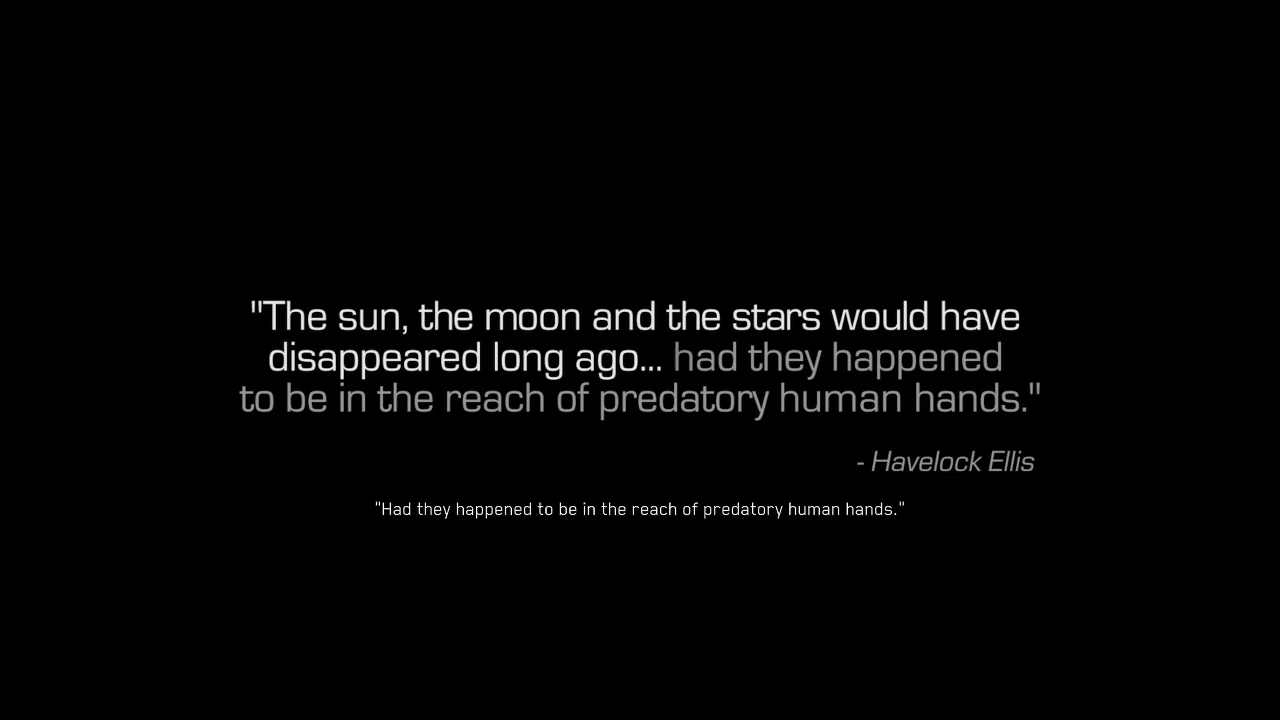 "The sun, the moon and the stars would have
disappeared long ago... had they happened
to be in the reach of predatory human hands."
- Havelock Ellis
"Had they happened to be in the reach of predatory human hands."